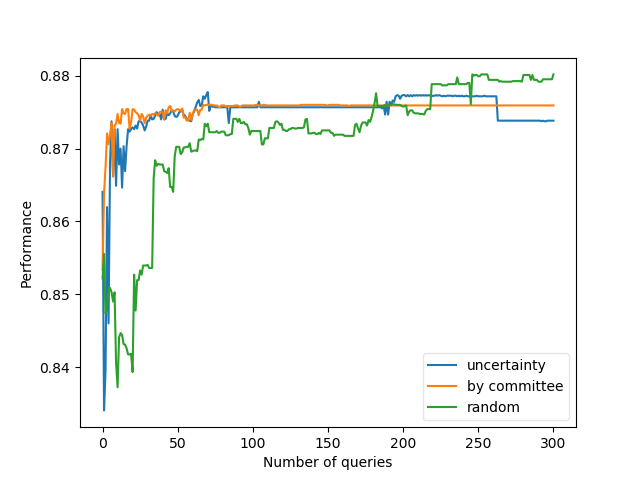 0.88
0.87
0.86
0.85
0.84
Performance
0 50 100 150 200 250 300
Number of queries
uncertainty
by committee
random